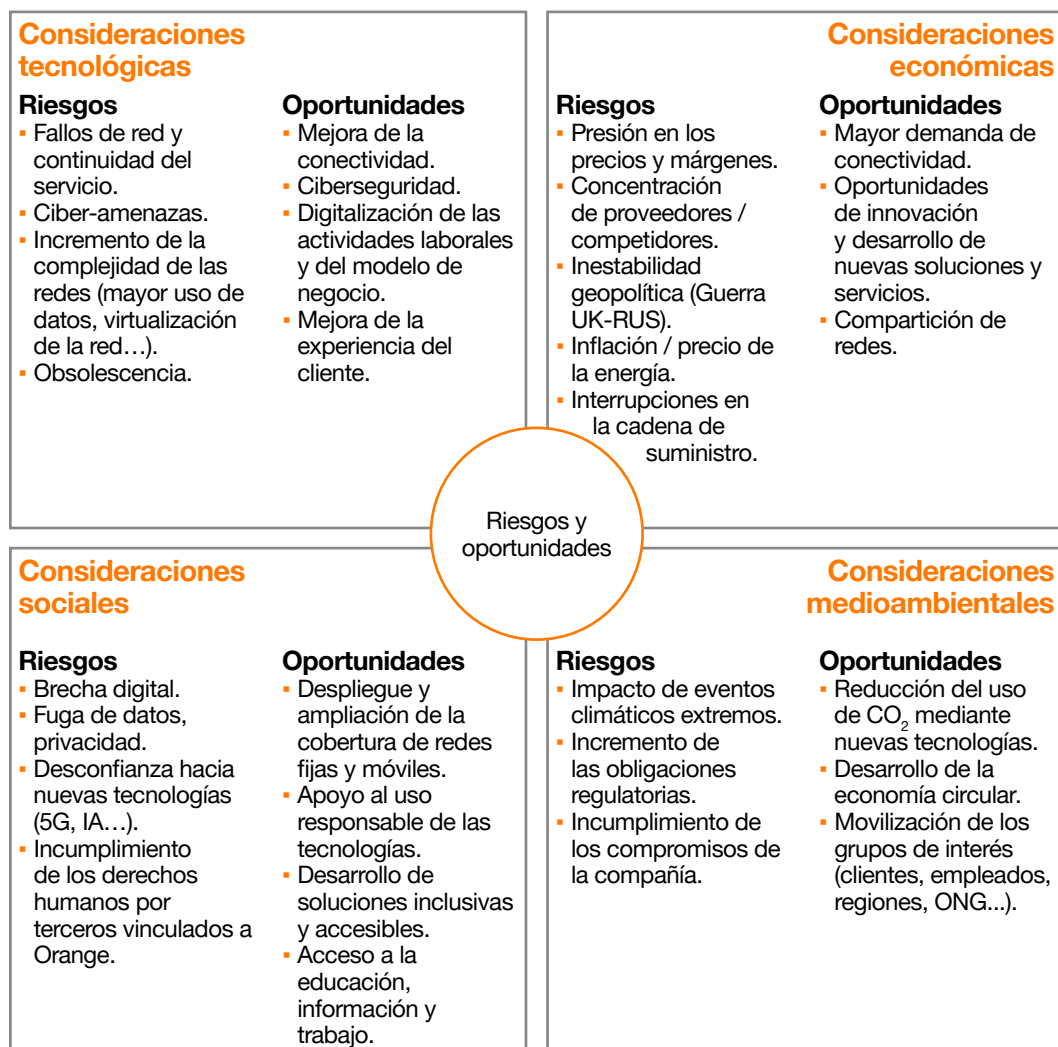 Consideraciones
tecnológicas
Riesgos
▪ Fallos de red y
continuidad del
servicio.
▪ Ciber-amenazas.
▪ Incremento de la
complejidad de las
redes (mayor uso de
datos, virtualización
de la red…).
▪ Obsolescencia.
Oportunidades
▪ Mejora de la
conectividad.
▪ Ciberseguridad.
▪ Digitalización de las
actividades laborales
y del modelo de
negocio.
▪ Mejora de la
experiencia del
cliente.
Consideraciones
económicas
Riesgos
▪ Presión en los
precios y márgenes.
▪ Concentración
de proveedores /
competidores.
▪ Inestabilidad
geopolítica (Guerra
UK-RUS).
▪ Inflación / precio de
la energía.
▪ Interrupciones en
la cadena de
suministro.
Oportunidades
▪ Mayor demanda de
conectividad.
▪ Oportunidades
de innovación
y desarrollo de
nuevas soluciones y
servicios.
▪ Compartición de
redes.
Riesgos y
oportunidades
Consideraciones
sociales
Riesgos
▪ Brecha digital.
▪ Fuga de datos,
privacidad.
▪ Desconfianza hacia
nuevas tecnologías
(5G, IA…).
▪ Incumplimiento
de los derechos
humanos por
terceros vinculados a
Orange.
Oportunidades
▪ Despliegue y
ampliación de la
cobertura de redes
fijas y móviles.
▪ Apoyo al uso
responsable de las
tecnologías.
▪ Desarrollo de
soluciones inclusivas
y accesibles.
▪ Acceso a la
educación,
información y
trabajo.
Consideraciones
medioambientales
Riesgos
▪ Impacto de eventos
climáticos extremos.
▪ Incremento de
las obligaciones
regulatorias.
▪ Incumplimiento de
los compromisos de
la compañía.
Oportunidades
▪ Reducción del uso
de CO₂ mediante
nuevas tecnologías.
▪ Desarrollo de la
economía circular.
▪ Movilización de los
grupos de interés
(clientes, empleados,
regiones, ONG...).